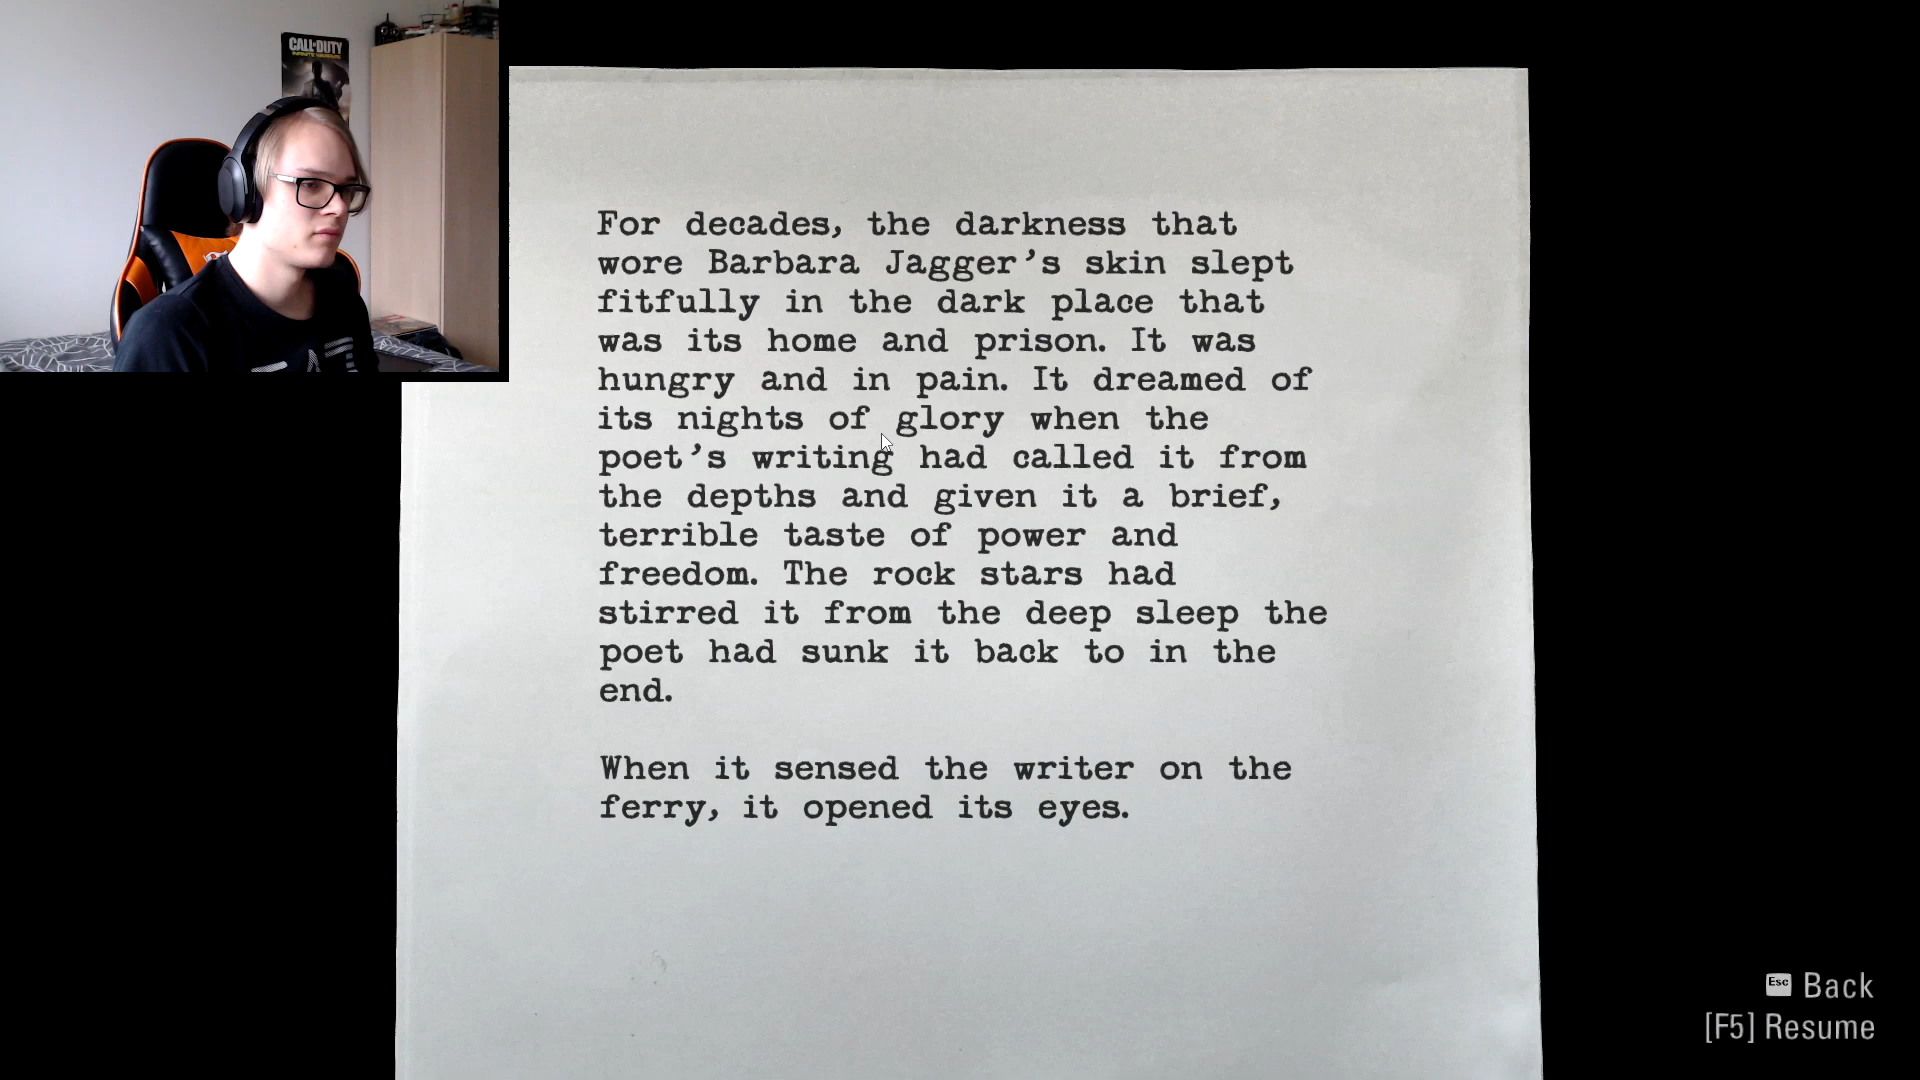 CALL OF DUTY
INFINITE WARFARE
For decades, the darkness that
wore Barbara Jagger’s skin slept
fitfully in the dark place that
was its home and prison. It was
hungry and in pain. It dreamed of
its nights of glory when the
poet’s writing had called it from
the depths and given it a brief,
terrible taste of power and
freedom. The rock stars had
stirred it from the deep sleep the
poet had sunk it back to in the
end.
When it sensed the writer on the
ferry, it opened its eyes.
Esc Back
[F5] Resume